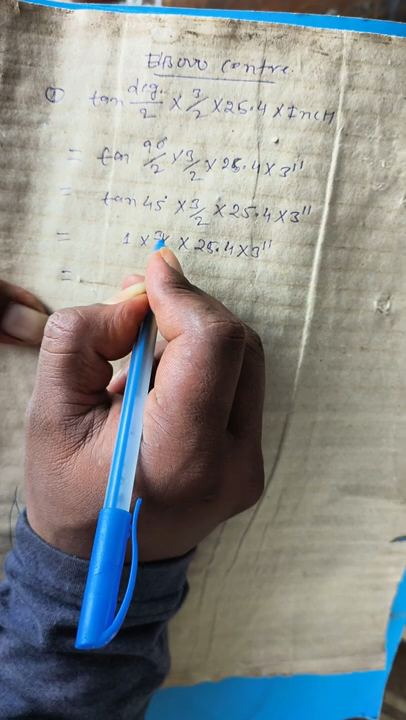 Elbow Centre.
① tan deg./2 × 3/2 × 25.4 × Inch
= tan 90°/2 × 3/2 × 25.4 × 3"
= tan 45° × 3/2 × 25.4 × 3"
= 1 × 3 × 25.4 × 3"
=